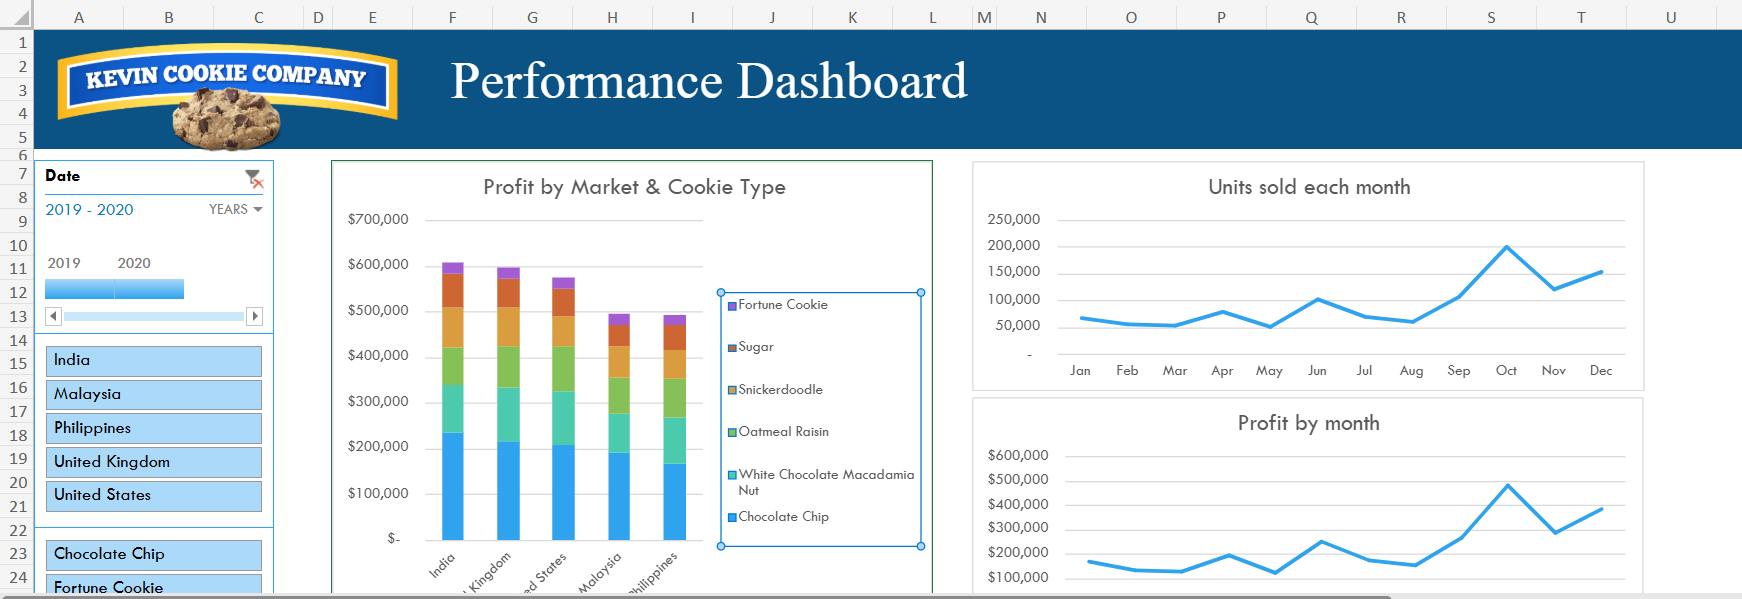 A B C D E F G H I J K L M N O P Q R S T U
1
2
3
4
5
6
7
8
9
10
11
12
13
14
15
16
17
18
19
20
21
22
23
24
KEVIN COOKIE COMPANY
Performance Dashboard
Date
2019 - 2020 YEARS
2019 2020
India
Malaysia
Philippines
United Kingdom
United States
Chocolate Chip
Fortune Cookie
Profit by Market & Cookie Type
$700,000
$600,000
$500,000
$400,000
$300,000
$200,000
$100,000
$-
India
Kingdom
States
Malaysia
Fortune Cookie
Sugar
Snickerdoodle
Oatmeal Raisin
White Chocolate Macadamia
Nut
Chocolate Chip
Units sold each month
250,000
200,000
150,000
100,000
50,000
-
Jan Feb Mar Apr May Jun Jul Aug Sep Oct Nov Dec
Profit by month
$600,000
$500,000
$400,000
$300,000
$200,000
$100,000